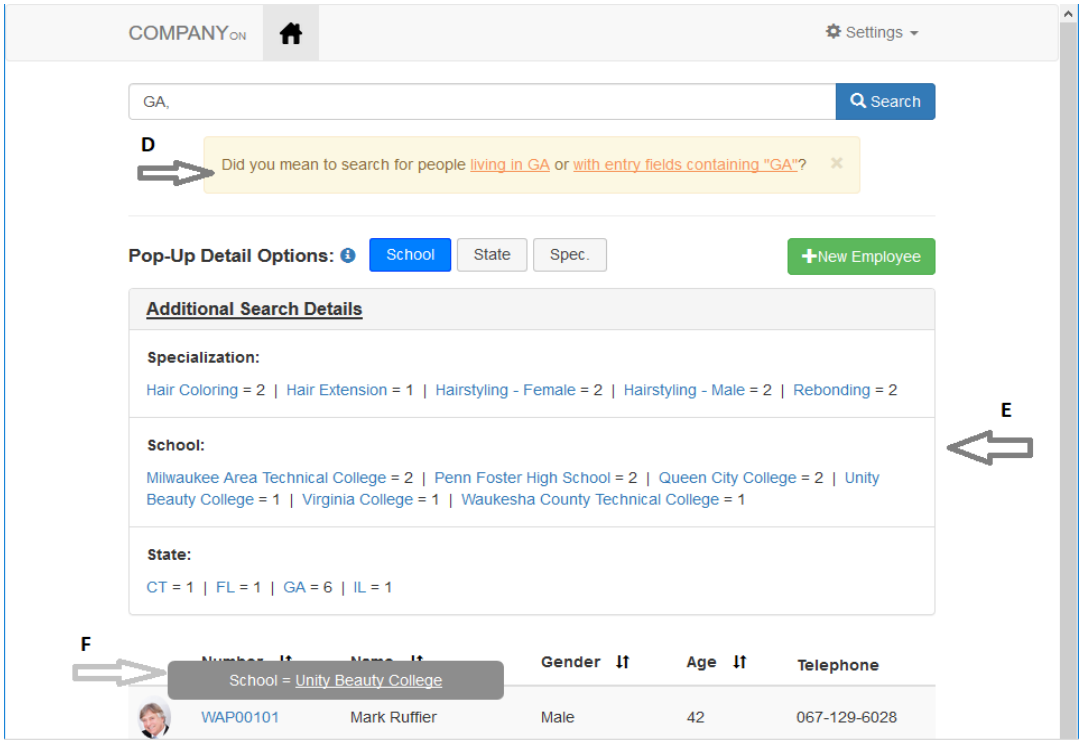 COMPANYON
Settings
GA,
Search
D
Did you mean to search for people living in GA or with entry fields containing "GA"?
×
Pop-Up Detail Options:
School
State
Spec.
New Employee
Additional Search Details
Specialization:
Hair Coloring = 2 | Hair Extension = 1 | Hairstyling - Female = 2 | Hairstyling - Male = 2 | Rebonding = 2
E
School:
Milwaukee Area Technical College = 2 | Penn Foster High School = 2 | Queen City College = 2 | Unity
Beauty College = 1 | Virginia College = 1 | Waukesha County Technical College = 1
State:
CT = 1 | FL = 1 | GA = 6 | IL = 1
F
Number Name Gender Age Telephone
School = Unity Beauty College
WAP00101 Mark Ruffier Male 42 067-129-6028